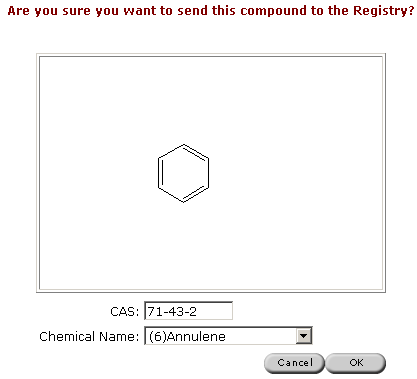 Are you sure you want to send this compound to the Registry?
CAS: 71-43-2
Chemical Name: (6)Annulene
Cancel OK